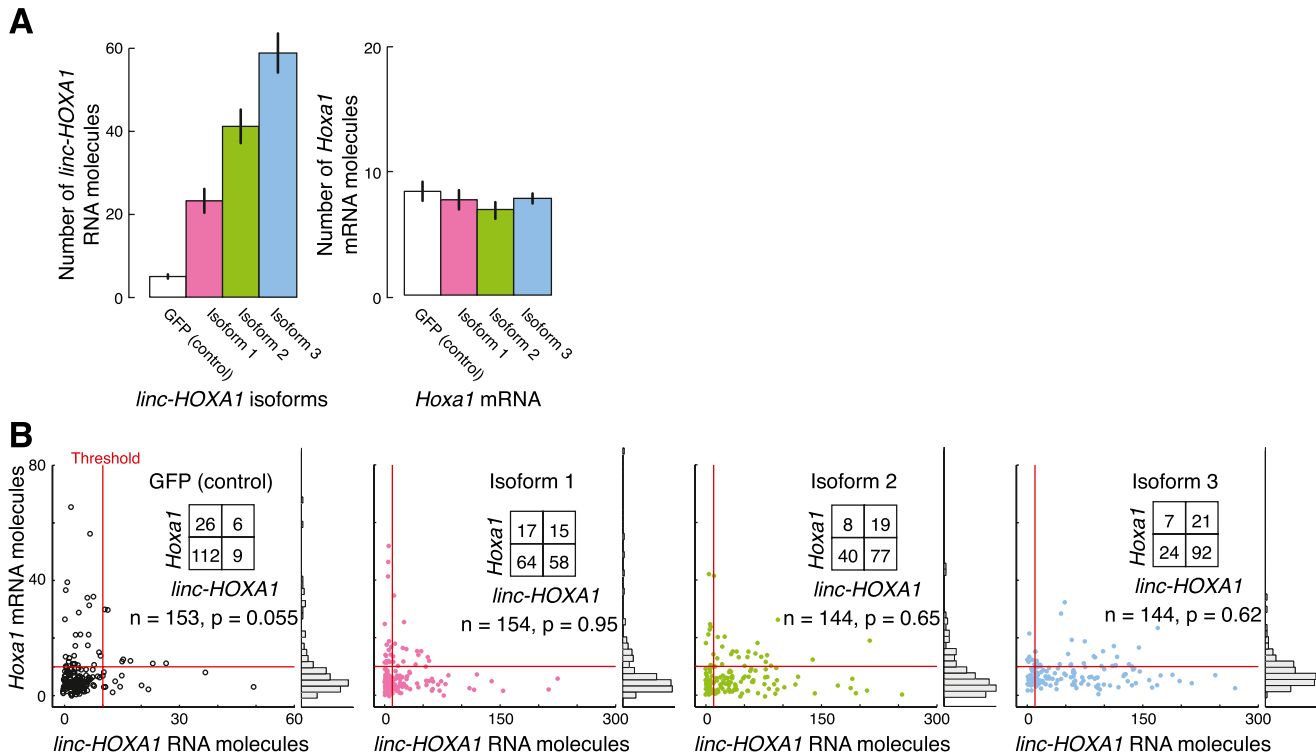 A
Number of linc-HOXA1
RNA molecules
60
40
20
0
GFP (control)
Isoform 1
Isoform 2
Isoform 3
linc-HOXA1 isoforms
Number of Hoxa1
mRNA molecules
20
10
0
GFP (control)
Isoform 1
Isoform 2
Isoform 3
Hoxa1 mRNA
B
Hoxa1 mRNA molecules
80
40
0
Threshold
GFP (control)
Hoxa1
26 6
112 9
linc-HOXA1
n = 153, p = 0.055
0 30 60
linc-HOXA1 RNA molecules
Isoform 1
Hoxa1
17 15
64 58
linc-HOXA1
n = 154, p = 0.95
0 150 300
linc-HOXA1 RNA molecules
Isoform 2
Hoxa1
8 19
40 77
linc-HOXA1
n = 144, p = 0.65
0 150 300
linc-HOXA1 RNA molecules
Isoform 3
Hoxa1
7 21
24 92
linc-HOXA1
n = 144, p = 0.62
0 150 300
linc-HOXA1 RNA molecules